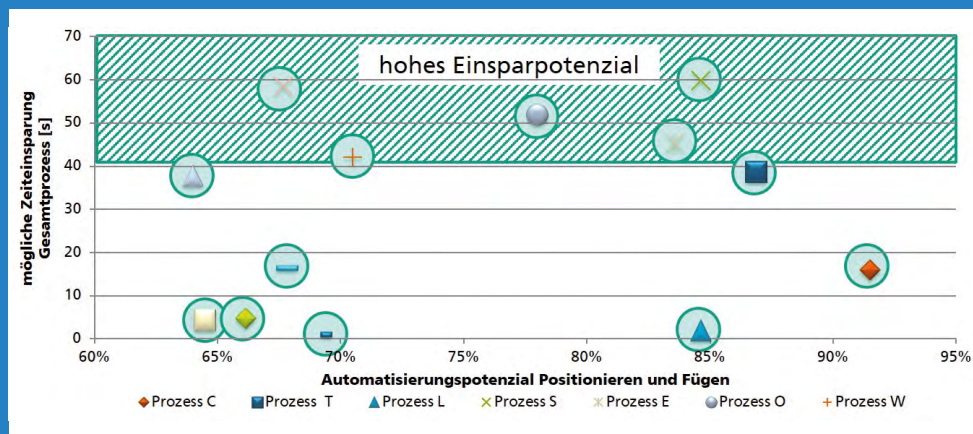 70
60
50
40
30
20
10
0
mögliche Zeiteinsparung
Gesamtprozess [s]
hohes Einsparpotenzial
60% 65% 70% 75% 80% 85% 90% 95%
Automatisierungspotenzial Positionieren und Fügen
Prozess C Prozess T Prozess L Prozess S Prozess E Prozess O Prozess W